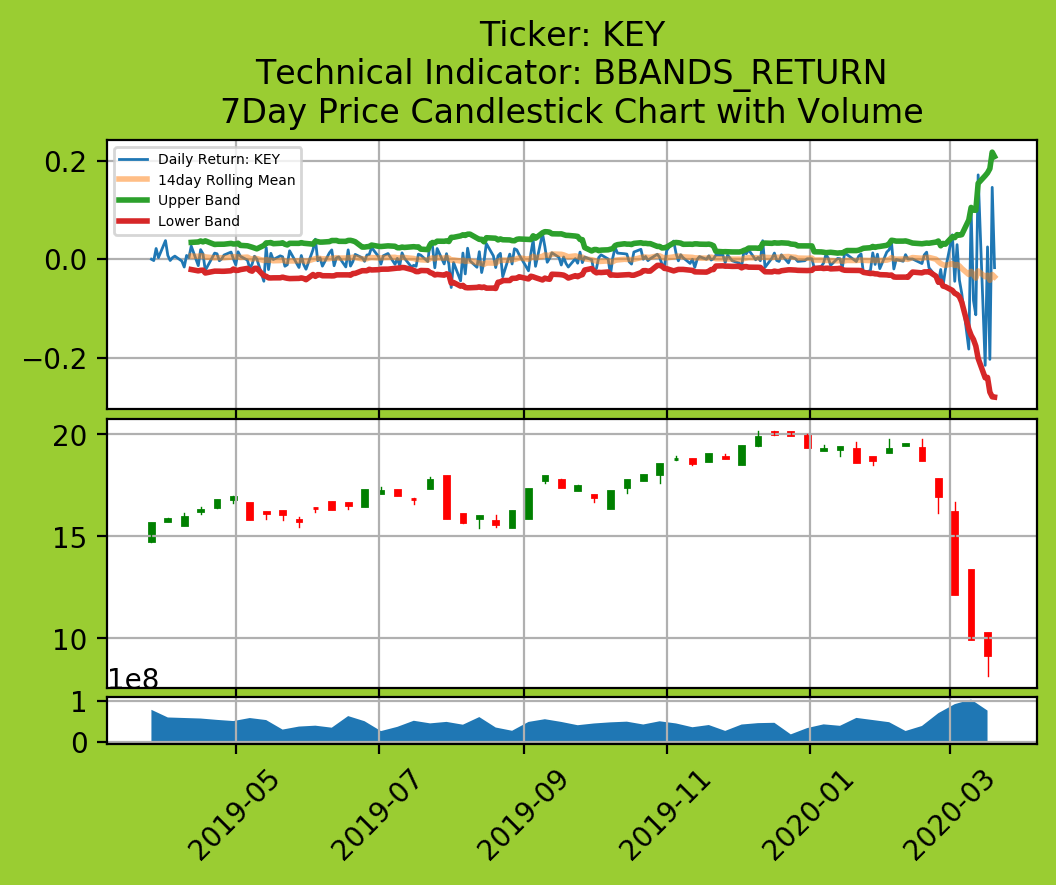 Ticker: KEY
Technical Indicator: BBANDS_RETURN
7Day Price Candlestick Chart with Volume
Daily Return: KEY
14day Rolling Mean
Upper Band
Lower Band
0.2
0.0
−0.2
20
15
10
1e8
1
0
2019-05
2019-07
2019-09
2019-11
2020-01
2020-03